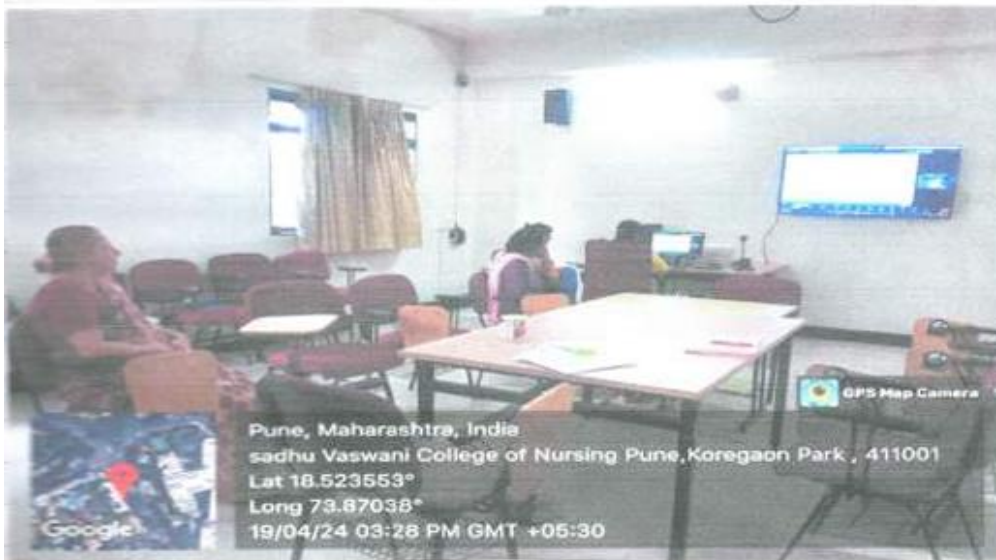 GPS Map Camera
Pune, Maharashtra, India
sadhu Vaswani College of Nursing Pune,Koregaon Park , 411001
Lat 18.523553°
Long 73.87038°
19/04/24 03:28 PM GMT +05:30
Google